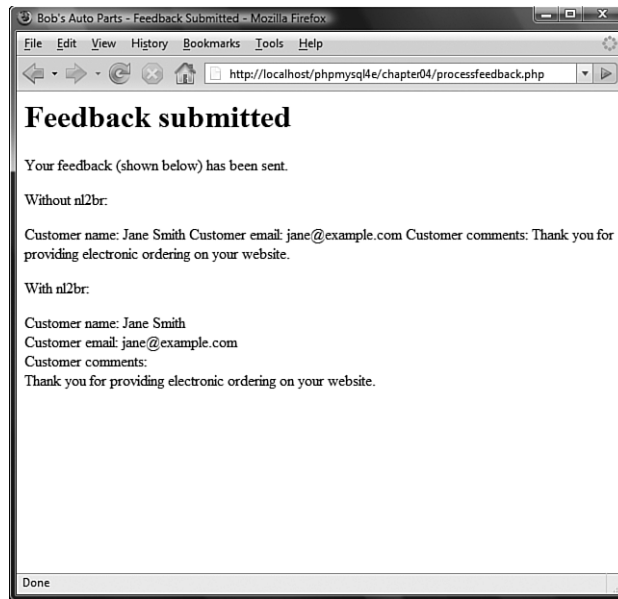 Bob's Auto Parts - Feedback Submitted - Mozilla Firefox
File Edit View History Bookmarks Tools Help
http://localhost/phpmysql4e/chapter04/processfeedback.php
Feedback submitted
Your feedback (shown below) has been sent.
Without nl2br:
Customer name: Jane Smith Customer email: jane@example.com Customer comments: Thank you for
providing electronic ordering on your website.
With nl2br:
Customer name: Jane Smith
Customer email: jane@example.com
Customer comments:
Thank you for providing electronic ordering on your website.
Done